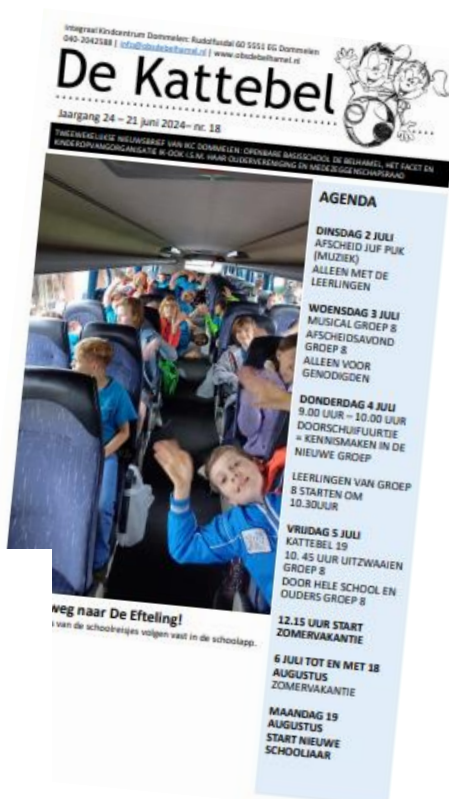 Integraal Kindcentrum Dommelen: Rudolfusdal 60 5551 EG Dommelen
040-2042588 | info@obsdebelhamel.nl | www.obsdebelhamel.nl
De Kattebel
Jaargang 24 – 21 juni 2024– nr. 18
TWEEWEKELIJKSE NIEUWSBRIEF VAN IKC DOMMELEN: OPENBARE BASISSCHOOL DE BELHAMEL, HET FACET EN
KINDEROPVANGORGANISATIE IK-OOK I.S.M. HAAR OUDERVERENIGING EN MEDEZEGGENSCHAPSRAAD
AGENDA
DINSDAG 2 JULI
AFSCHEID JUF PUK
(MUZIEK)
ALLEEN MET DE
LEERLINGEN
WOENSDAG 3 JULI
MUSICAL GROEP 8
AFSCHEIDSAVOND
GROEP 8
ALLEEN VOOR
GENODIGDEN
DONDERDAG 4 JULI
9.00 UUR – 10.00 UUR
DOORSCHUIFUURTJE
= KENNISMAKEN IN DE
NIEUWE GROEP
LEERLINGEN VAN GROEP
8 STARTEN OM
10.30UUR
VRIJDAG 5 JULI
KATTEBEL 19
10. 45 UUR UITZWAAIEN
GROEP 8
DOOR HELE SCHOOL EN
OUDERS GROEP 8
12.15 UUR START
ZOMERVAKANTIE
6 JULI TOT EN MET 18
AUGUSTUS
ZOMERVAKANTIE
MAANDAG 19
AUGUSTUS
START NIEUWE
SCHOOLJAAR
weg naar De Efteling!
van de schoolreisjes volgen vast in de schoolapp.